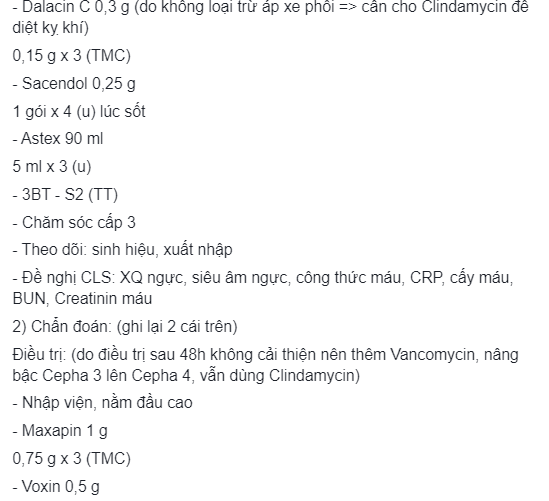 - Dalacin C 0,3 g (do không loại trừ áp xe phổi => cần cho Clindamycin để
diệt kỵ khí)
0,15 g x 3 (TMC)
- Sacendol 0,25 g
1 gói x 4 (u) lúc sốt
- Astex 90 ml
5 ml x 3 (u)
- 3BT - S2 (TT)
- Chăm sóc cấp 3
- Theo dõi: sinh hiệu, xuất nhập
- Đề nghị CLS: XQ ngực, siêu âm ngực, công thức máu, CRP, cấy máu,
BUN, Creatinin máu
2) Chẩn đoán: (ghi lại 2 cái trên)
Điều trị: (do điều trị sau 48h không cải thiện nên thêm Vancomycin, nâng
bậc Cepha 3 lên Cepha 4, vẫn dùng Clindamycin)
- Nhập viện, nằm đầu cao
- Maxapin 1 g
0,75 g x 3 (TMC)
- Voxin 0,5 g